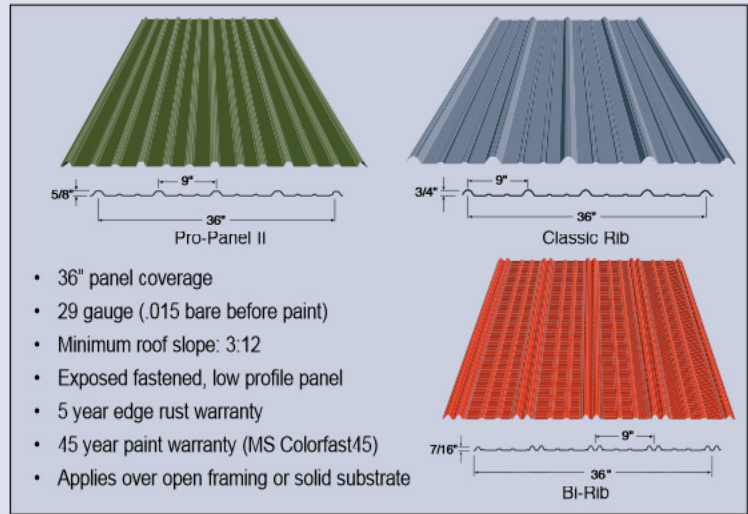 9"
5/8"
36"
Pro-Panel II
9"
3/4"
36"
Classic Rib
• 36" panel coverage
• 29 gauge (.015 bare before paint)
• Minimum roof slope: 3:12
• Exposed fastened, low profile panel
• 5 year edge rust warranty
• 45 year paint warranty (MS Colorfast45)
• Applies over open framing or solid substrate
9"
7/16"
36"
BI-Rib